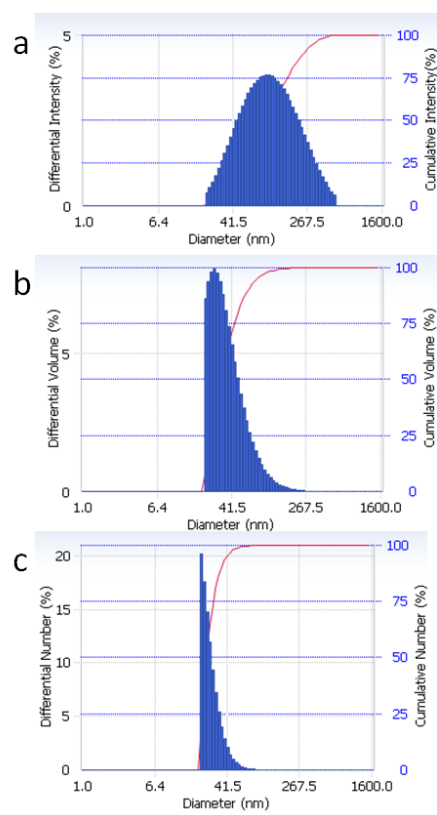 a
5
0
Differential Intensity (%)
100
75
50
25
0
Cumulative Intensity(%)
1.0 6.4 41.5 267.5 1600.0
Diameter (nm)
b
5
0
Differential Volume (%)
100
75
50
25
0
Cumulative Volume (%)
1.0 6.4 41.5 267.5 1600.0
Diameter (nm)
c
20
15
10
5
0
Differential Number (%)
100
75
50
25
0
Cumulative Number (%)
1.0 6.4 41.5 267.5 1600.0
Diameter (nm)